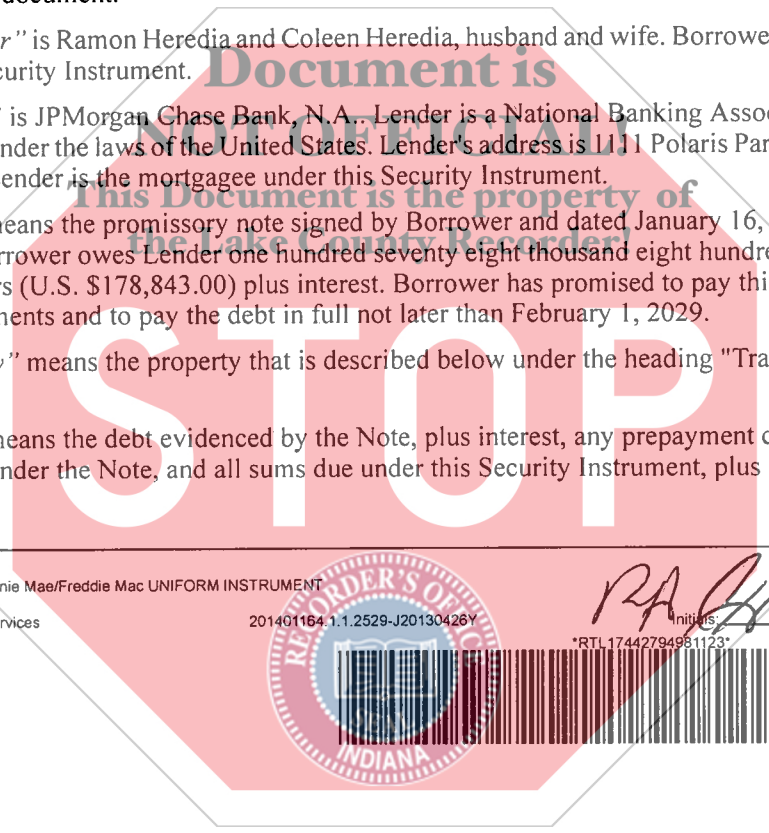 document.
r" is Ramon Heredia and Coleen Heredia, husband and wife. Borrowe
curity Instrument.
Document is
" is JPMorgan Chase Bank, N.A.. Lender is a National Banking Asso
NOT OFFICIAL!
nder the laws of the United States. Lender's address is 1111 Polaris Par
ender is the mortgagee under this Security Instrument.
This Document is the property of
eans the promissory note signed by Borrower and dated January 16,
the Lake County Recorder!
rrower owes Lender one hundred seventy eight thousand eight hundre
s (U.S. $178,843.00) plus interest. Borrower has promised to pay thi
nents and to pay the debt in full not later than February 1, 2029.
y" means the property that is described below under the heading "Tra
STOP
eans the debt evidenced by the Note, plus interest, any prepayment c
nder the Note, and all sums due under this Security Instrument, plus
nie Mae/Freddie Mac UNIFORM INSTRUMENT
rvices
201401164.1.1.2529-J20130426Y
Initials:
*RTL17442794981123*
RECORDER'S OFFICE
SEAL
INDIANA